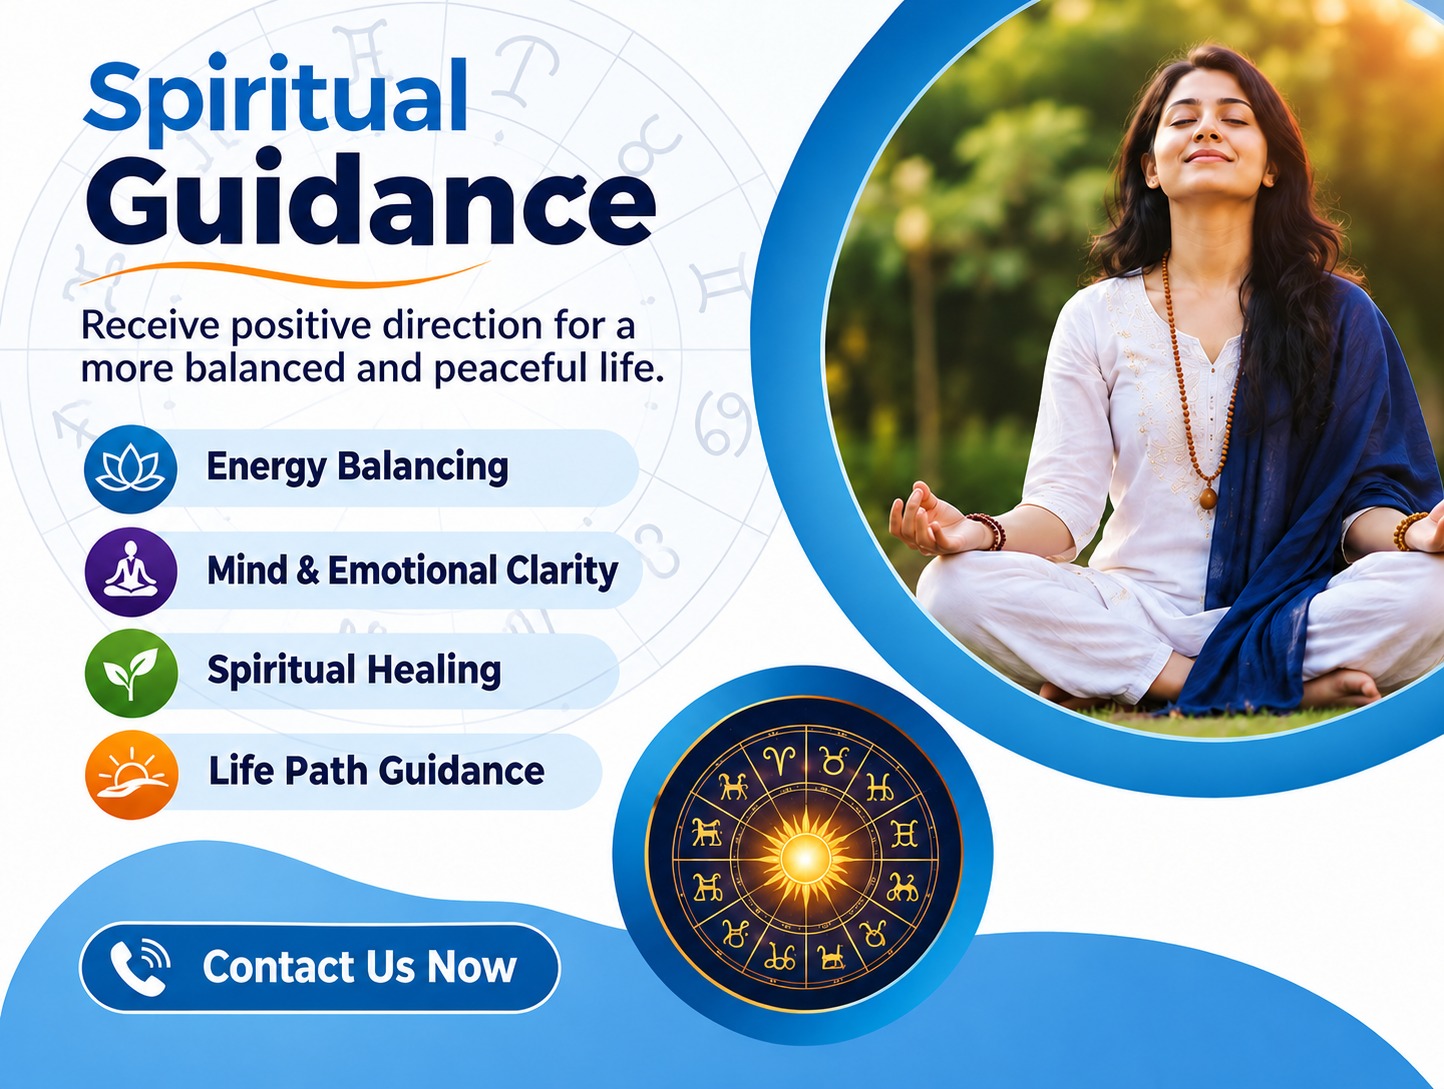 Spiritual
Guidance
Receive positive direction for a
more balanced and peaceful life.
Energy Balancing
Mind & Emotional Clarity
Spiritual Healing
Life Path Guidance
Contact Us Now